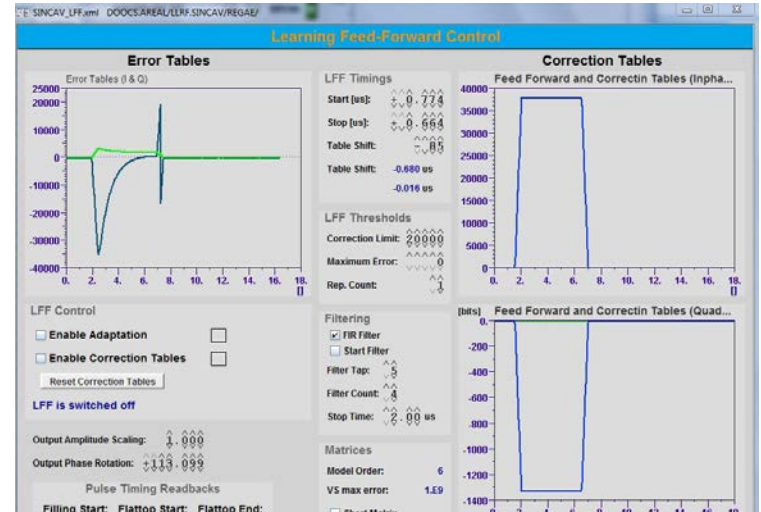 SINCAV_LFF.xml DOOCS.AREAL/LLRF.SINCAV/REGAE/
Learning Feed-Forward Control
Error Tables
Error Tables (I & Q)
25000
20000
10000
0
-10000
-20000
-30000
-40000
0. 2. 4. 6. 8. 10. 12. 14. 16. 18.
[]
LFF Control
Enable Adaptation
Enable Correction Tables
Reset Correction Tables
LFF is switched off
Output Amplitude Scaling: 1.000
Output Phase Rotation: +113.099
Pulse Timing Readbacks
Filling Start: Flattop Start: Flattop End:
LFF Timings
Start [us]: + 0.774
Stop [us]: + 0.664
Table Shift: - 85
Table Shift: -0.680 us
-0.016 us
LFF Thresholds
Correction Limit: 20000
Maximum Error: 0
Rep. Count: 1
Filtering
FIR Filter
Start Filter
Filter Tap: 5
Filter Count: 4
Stop Time: 2.00 us
Matrices
Model Order: 6
VS max error: 1.E9
Correction Tables
Feed Forward and Correctin Tables (Inpha...
40000
35000
30000
25000
20000
15000
10000
5000
0
0. 2. 4. 6. 8. 10. 12. 14. 16. 18.
[]
[bits] Feed Forward and Correctin Tables (Quad...
0.
-200
-400
-600
-800
-1000
-1200
-1400